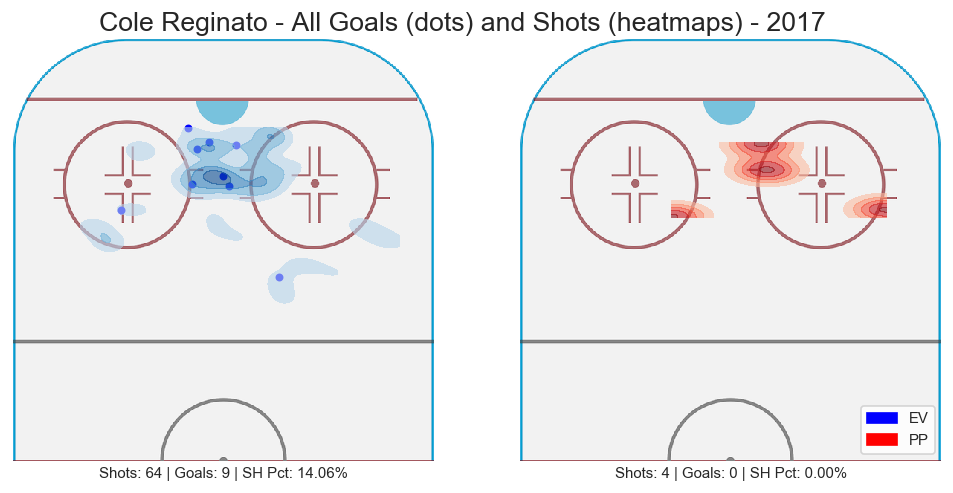 Cole Reginato - All Goals (dots) and Shots (heatmaps) - 2017
EV
PP
Shots: 64 | Goals: 9 | SH Pct: 14.06%
Shots: 4 | Goals: 0 | SH Pct: 0.00%